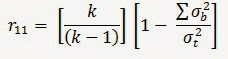 r₁₁ = [k / (k − 1)] [1 − ∑σ_b² / σ_t²]